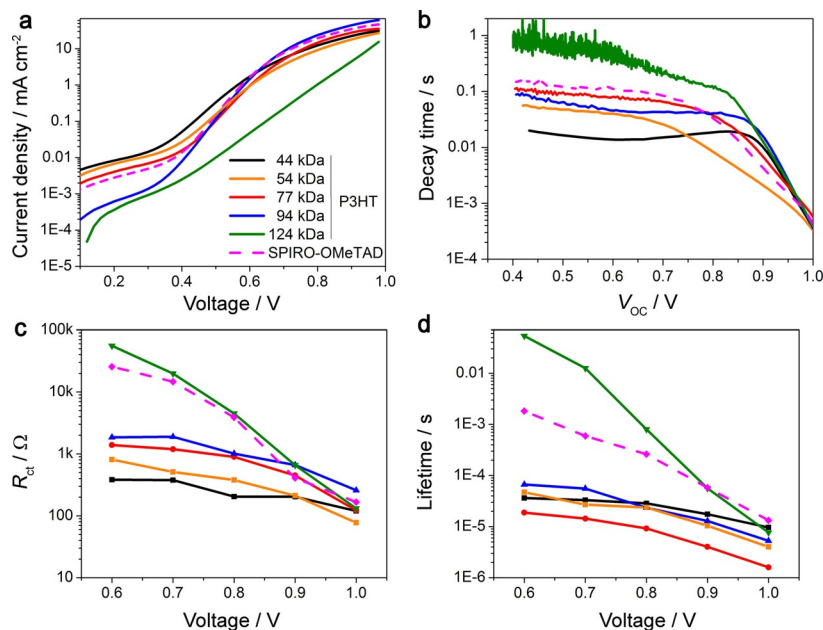 a
Current density / mA cm-2
10
1
0.1
0.01
1E-3
1E-4
1E-5
0.2 0.4 0.6 0.8 1.0
Voltage / V
44 kDa
54 kDa
77 kDa
94 kDa
124 kDa
P3HT
SPIRO-OMeTAD
b
Decay time / s
10
1
0.1
0.01
1E-3
1E-4
0.4 0.5 0.6 0.7 0.8 0.9 1.0
VOC / V
c
Rct / Ω
100k
10k
1k
100
10
0.6 0.7 0.8 0.9 1.0
Voltage / V
d
Lifetime / s
0.01
1E-3
1E-4
1E-5
1E-6
0.6 0.7 0.8 0.9 1.0
Voltage / V